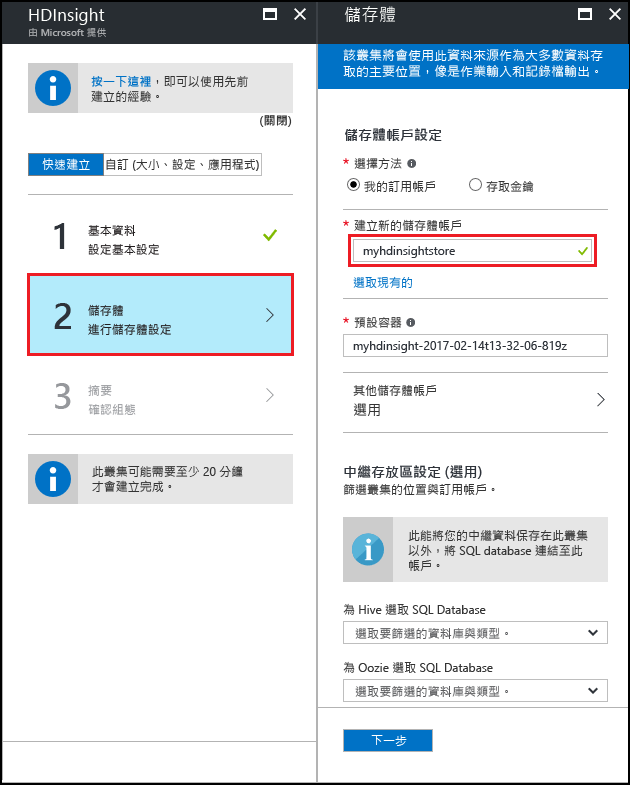 HDInsight
由 Microsoft 提供
按一下這裡，即可以使用先前
建立的經驗。
(關閉)
快速建立
自訂 (大小、設定、應用程式)
1
基本資料
設定基本設定
2
儲存體
進行儲存體設定
3
摘要
確認組態
此叢集可能需要至少 20 分鐘
才會建立完成。
儲存體
該叢集將會使用此資料來源作為大多數資料存
取的主要位置，像是作業輸入和記錄檔輸出。
儲存體帳戶設定
* 選擇方法
我的訂用帳戶
存取金鑰
* 建立新的儲存體帳戶
myhdinsightstore
選取現有的
* 預設容器
myhdinsight-2017-02-14t13-32-06-819z
其他儲存體帳戶
選用
中繼存放區設定 (選用)
篩選叢集的位置與訂用帳戶。
此能將您的中繼資料保存在此叢集
以外，將 SQL database 連結至此
帳戶。
為 Hive 選取 SQL Database
選取要篩選的資料庫與類型。
為 Oozie 選取 SQL Database
選取要篩選的資料庫與類型。
下一步